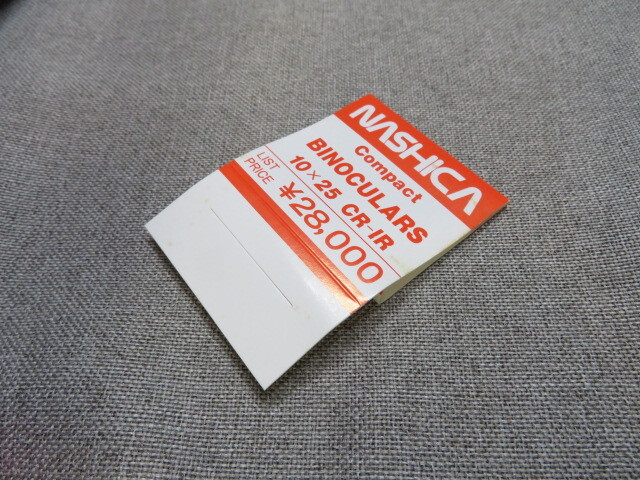 NASHICA
Compact
BINOCULARS
10×25 CR-IR
LIST
PRICE ¥28,000